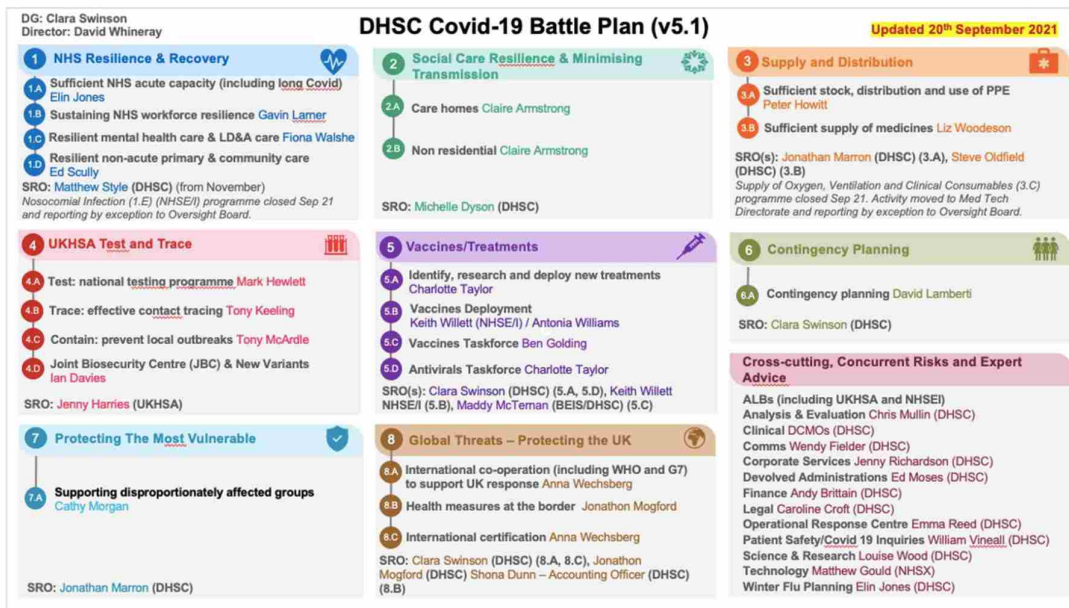 DG: Clara Swinson
Director: David Whineray
DHSC Covid-19 Battle Plan (v5.1)
Updated 20th September 2021
1 NHS Resilience & Recovery
1.A Sufficient NHS acute capacity (including long Covid)
Elin Jones
1.B Sustaining NHS workforce resilience Gavin Larner
1.C Resilient mental health care & LD&A care Fiona Walshe
1.D Resilient non-acute primary & community care
Ed Scully
SRO: Matthew Style (DHSC) (from November)
Nosocomial Infection (1.E) (NHSE/I) programme closed Sep 21
and reporting by exception to Oversight Board.
2 Social Care Resilience & Minimising
Transmission
2.A Care homes Claire Armstrong
2.B Non residential Claire Armstrong
SRO: Michelle Dyson (DHSC)
3 Supply and Distribution
3.A Sufficient stock, distribution and use of PPE
Peter Howitt
3.B Sufficient supply of medicines Liz Woodeson
SRO(s): Jonathan Marron (DHSC) (3.A), Steve Oldfield
(DHSC) (3.B)
Supply of Oxygen, Ventilation and Clinical Consumables (3.C)
programme closed Sep 21. Activity moved to Med Tech
Directorate and reporting by exception to Oversight Board.
4 UKHSA Test and Trace
4.A Test: national testing programme Mark Hewlett
4.B Trace: effective contact tracing Tony Keeling
4.C Contain: prevent local outbreaks Tony McArdle
4.D Joint Biosecurity Centre (JBC) & New Variants
Ian Davies
SRO: Jenny Harries (UKHSA)
5 Vaccines/Treatments
5.A Identify, research and deploy new treatments
Charlotte Taylor
5.B Vaccines Deployment
Keith Willett (NHSE/I) / Antonia Williams
5.C Vaccines Taskforce Ben Golding
5.D Antivirals Taskforce Charlotte Taylor
SRO(s): Clara Swinson (DHSC) (5.A, 5.D), Keith Willett
NHSE/I (5.B), Maddy McTernan (BEIS/DHSC) (5.C)
6 Contingency Planning
6.A Contingency planning David Lamberti
SRO: Clara Swinson (DHSC)
7 Protecting The Most Vulnerable
7.A Supporting disproportionately affected groups
Cathy Morgan
SRO: Jonathan Marron (DHSC)
8 Global Threats – Protecting the UK
8.A International co-operation (including WHO and G7)
to support UK response Anna Wechsberg
8.B Health measures at the border Jonathon Mogford
8.C International certification Anna Wechsberg
SRO: Clara Swinson (DHSC) (8.A, 8.C), Jonathon
Mogford (DHSC) Shona Dunn – Accounting Officer (DHSC)
(8.B)
Cross-cutting, Concurrent Risks and Expert
Advice
ALBs (including UKHSA and NHSEI)
Analysis & Evaluation Chris Mullin (DHSC)
Clinical DCMOs (DHSC)
Comms Wendy Fielder (DHSC)
Corporate Services Jenny Richardson (DHSC)
Devolved Administrations Ed Moses (DHSC)
Finance Andy Brittain (DHSC)
Legal Caroline Croft (DHSC)
Operational Response Centre Emma Reed (DHSC)
Patient Safety/Covid 19 Inquiries William Vineall (DHSC)
Science & Research Louise Wood (DHSC)
Technology Matthew Gould (NHSX)
Winter Flu Planning Elin Jones (DHSC)